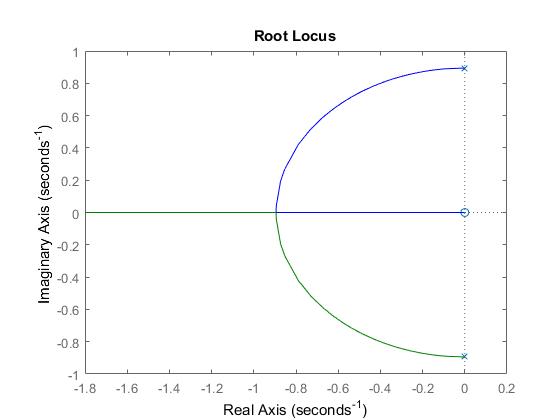 Root Locus
Imaginary Axis (seconds⁻¹)
1
0.8
0.6
0.4
0.2
0
-0.2
-0.4
-0.6
-0.8
-1
-1.8 -1.6 -1.4 -1.2 -1 -0.8 -0.6 -0.4 -0.2 0 0.2
Real Axis (seconds⁻¹)